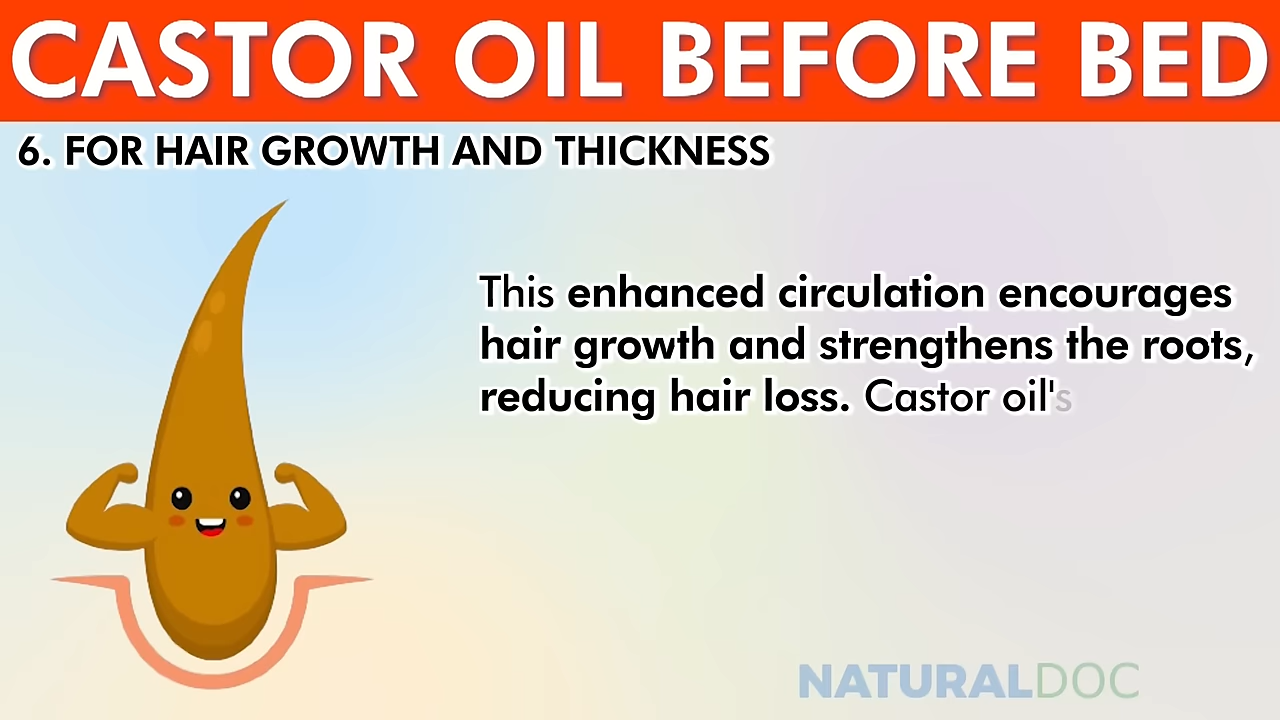 CASTOR OIL BEFORE BED
6. FOR HAIR GROWTH AND THICKNESS
This enhanced circulation encourages
hair growth and strengthens the roots,
reducing hair loss. Castor oil's
NATURALDOC